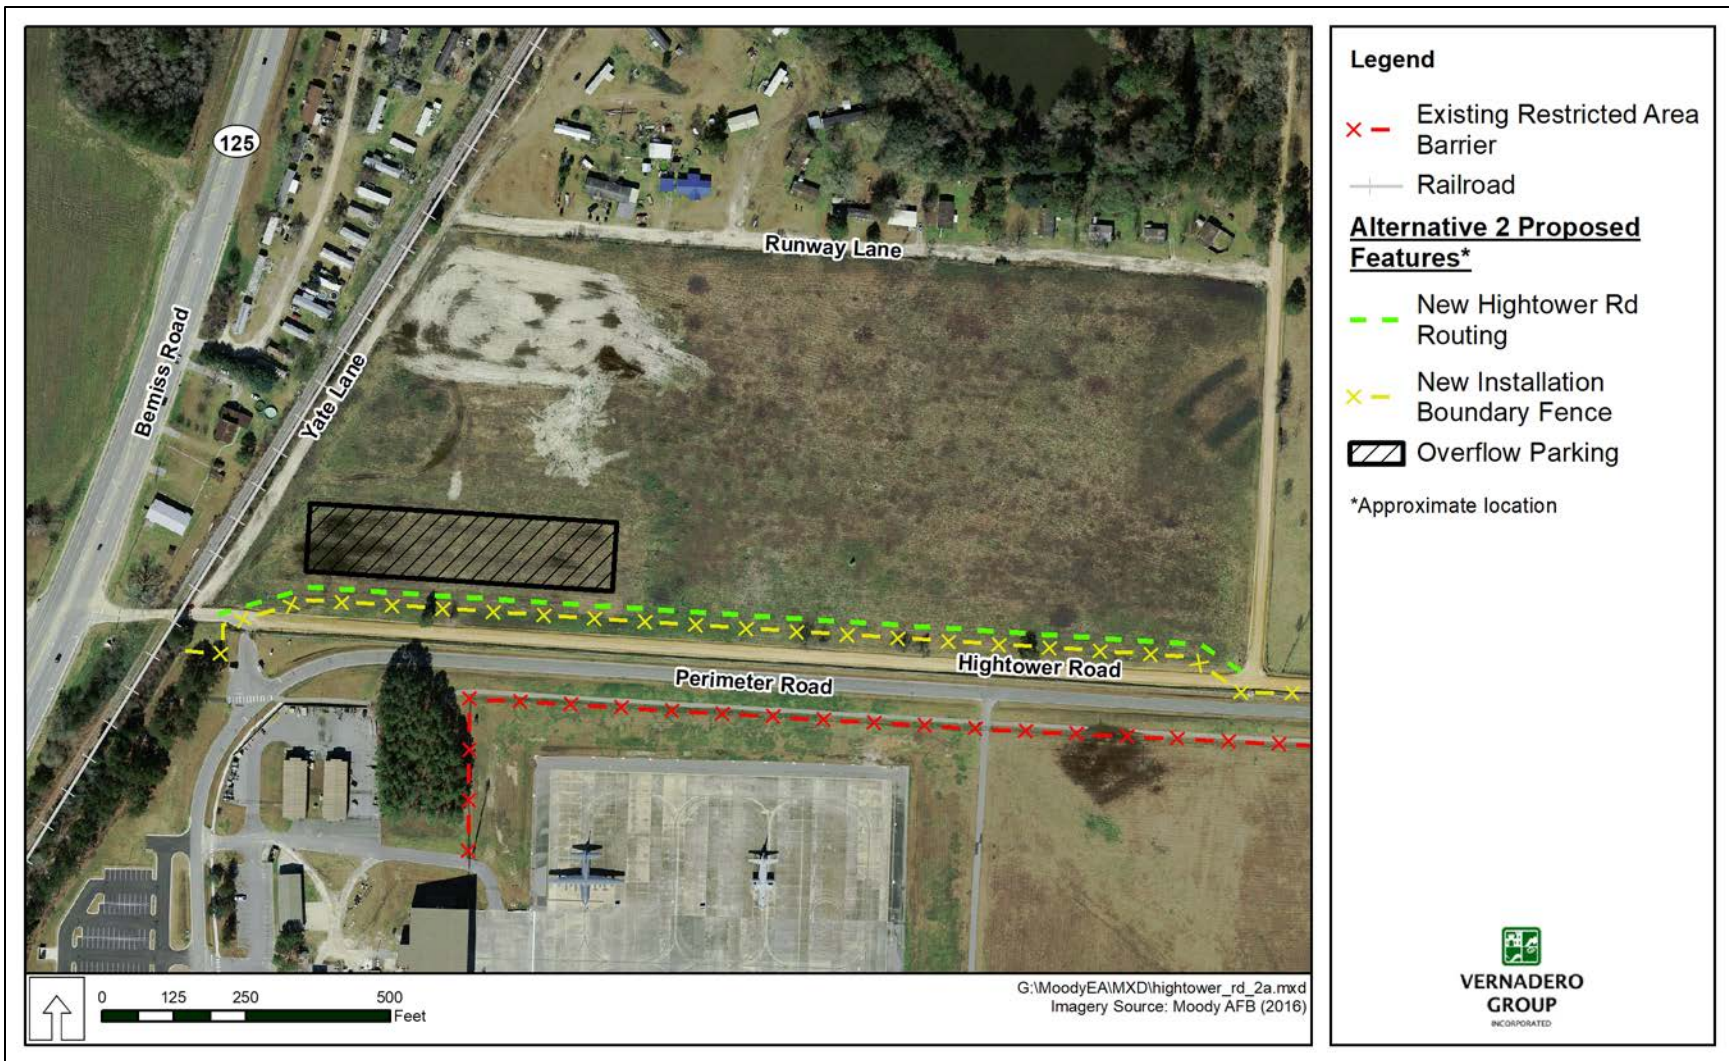 125
Runway Lane
Bemiss Road
Yate Lane
Hightower Road
Perimeter Road
0 125 250 500
Feet
G:\MoodyEA\MXD\hightower_rd_2a.mxd
Imagery Source: Moody AFB (2016)
Legend
Existing Restricted Area
Barrier
Railroad
Alternative 2 Proposed
Features*
New Hightower Rd
Routing
New Installation
Boundary Fence
Overflow Parking
*Approximate location
VERNADERO
GROUP
INCORPORATED